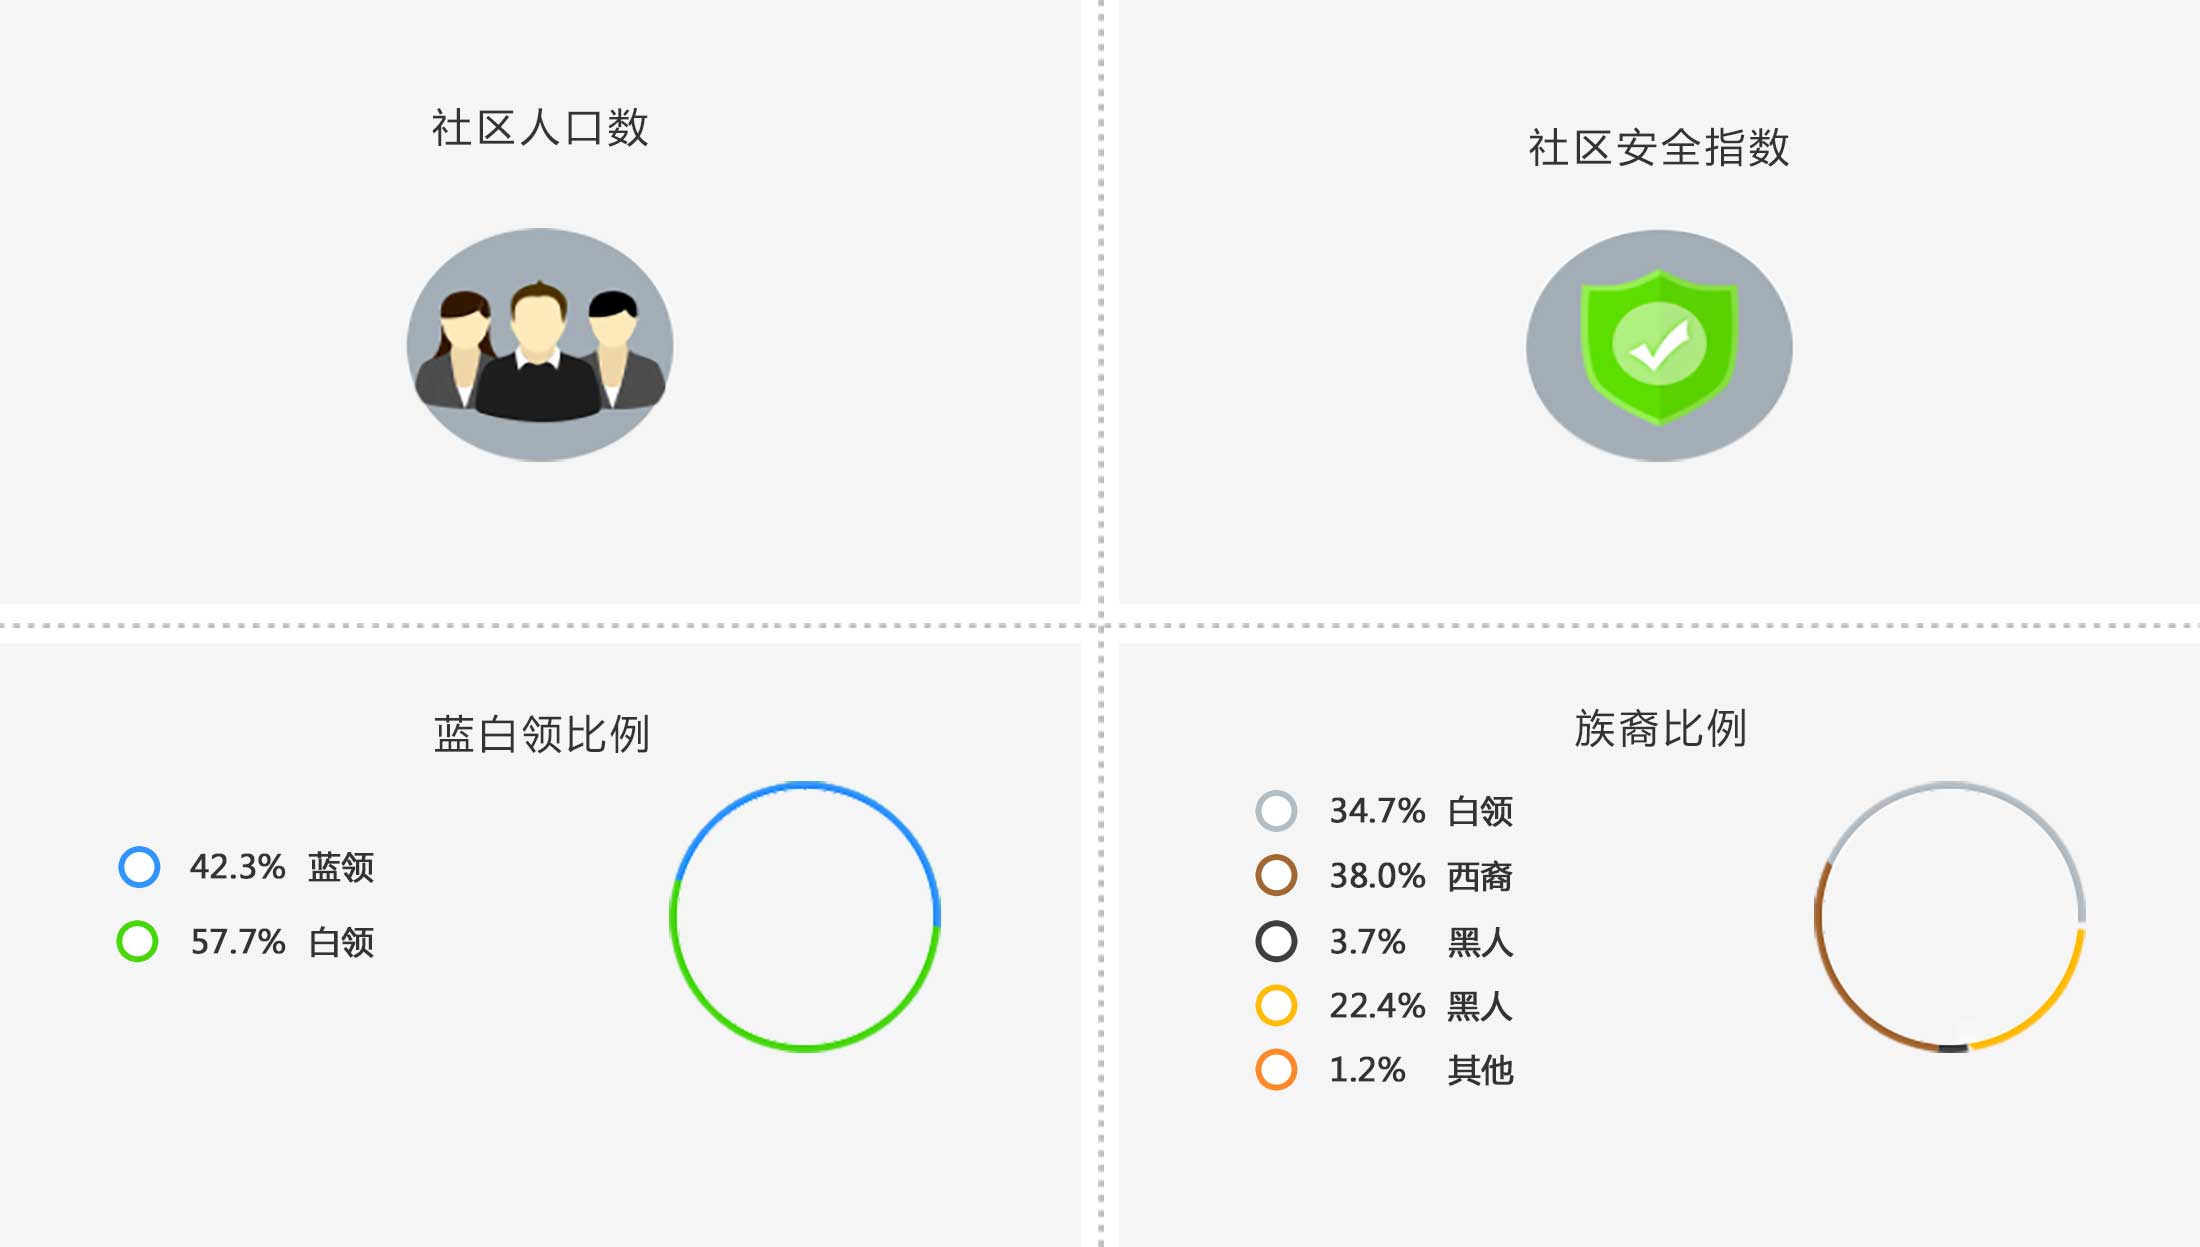 社区人口数
社区安全指数
蓝白领比例
42.3% 蓝领
57.7% 白领
族裔比例
34.7% 白领
38.0% 西裔
3.7% 黑人
22.4% 黑人
1.2% 其他